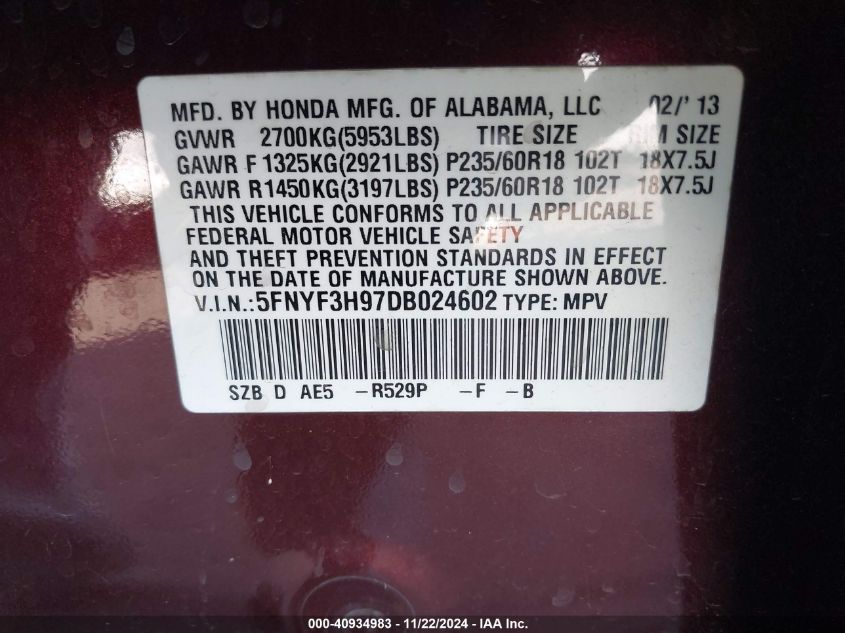 MFD. BY HONDA MFG. OF ALABAMA, LLC 02/' 13
GVWR 2700KG(5953LBS) TIRE SIZE RIM SIZE
GAWR F 1325KG(2921LBS) P235/60R18 102T 18X7.5J
GAWR R1450KG(3197LBS) P235/60R18 102T 18X7.5J
THIS VEHICLE CONFORMS TO ALL APPLICABLE
FEDERAL MOTOR VEHICLE SAFETY
AND THEFT PREVENTION STANDARDS IN EFFECT
ON THE DATE OF MANUFACTURE SHOWN ABOVE.
V.I.N.:5FNYF3H97DB024602 TYPE: MPV
SZB D AE5 -R529P -F -B
000-40934983 | 11/22/2024 - IAA Inc.